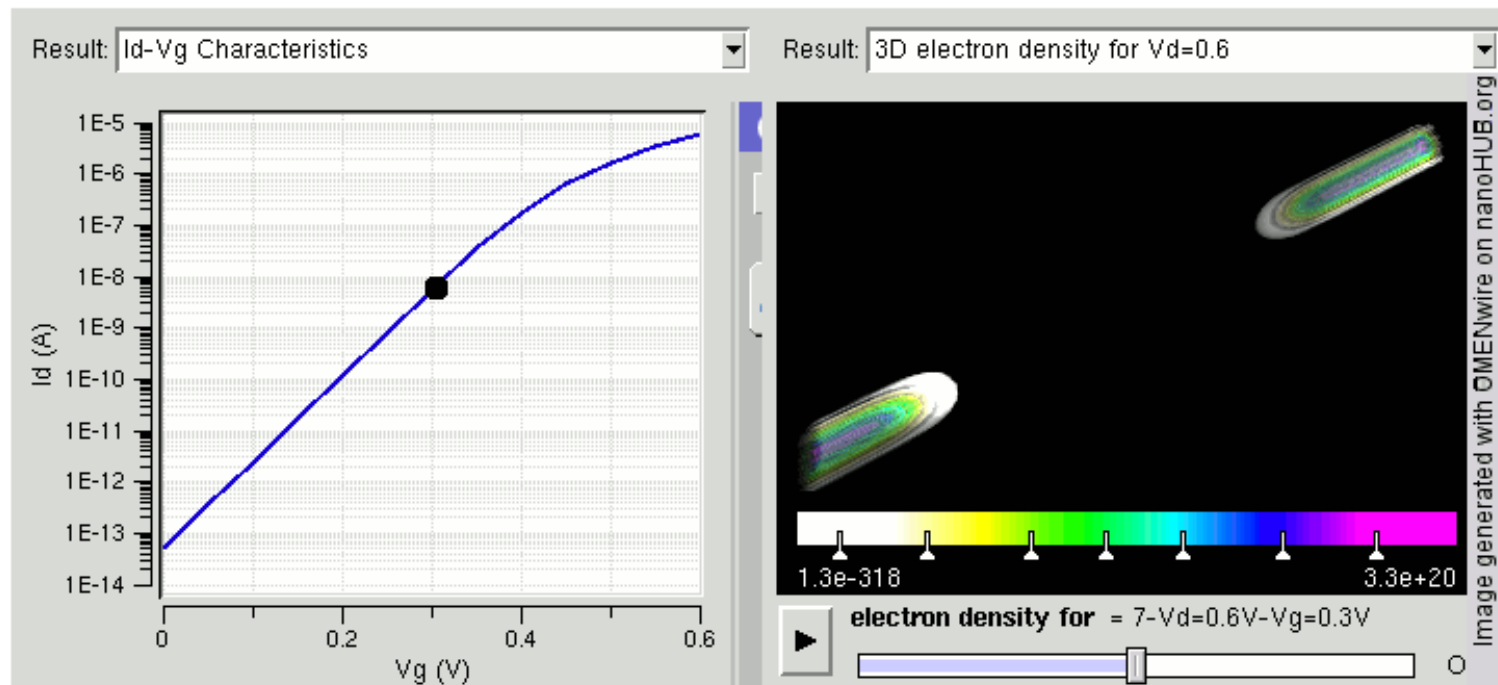 Result: Id-Vg Characteristics
Result: 3D electron density for Vd=0.6
1E-5
1E-6
1E-7
1E-8
1E-9
1E-10
1E-11
1E-12
1E-13
1E-14
Id (A)
0
0.2
0.4
0.6
Vg (V)
1.3e-318
3.3e+20
electron density for = 7-Vd=0.6V-Vg=0.3V
Image generated with OMENwire on nanoHUB.org